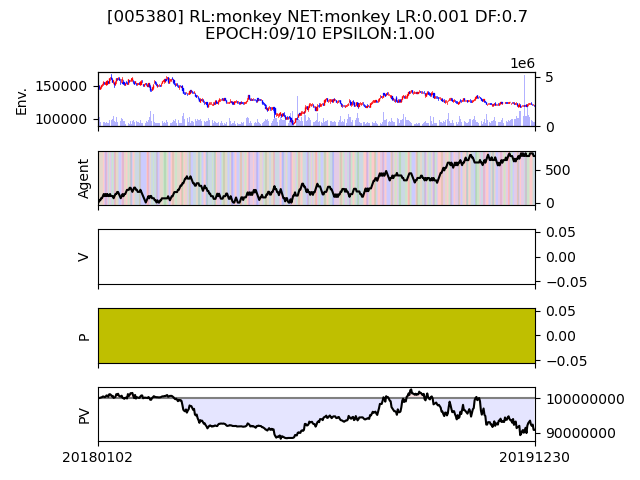 [005380] RL:monkey NET:monkey LR:0.001 DF:0.7
EPOCH:09/10 EPSILON:1.00
1e6
Env.
150000
100000
5
0
Agent
500
0
V
0.05
0.00
−0.05
P
0.05
0.00
−0.05
PV
100000000
90000000
20180102
20191230